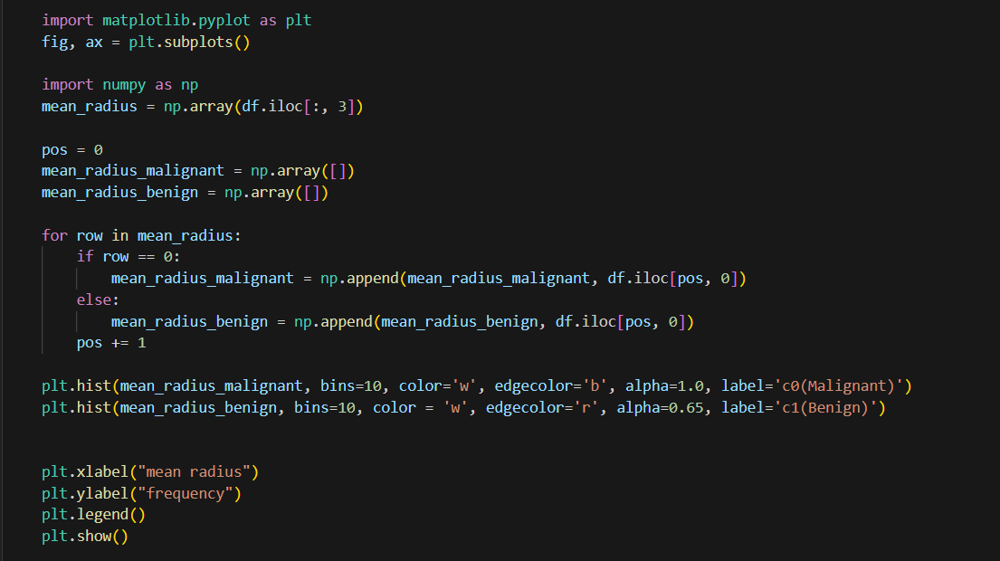 import matplotlib.pyplot as plt
fig, ax = plt.subplots()
import numpy as np
mean_radius = np.array(df.iloc[:, 3])
pos = 0
mean_radius_malignant = np.array([])
mean_radius_benign = np.array([])
for row in mean_radius:
    if row == 0:
        mean_radius_malignant = np.append(mean_radius_malignant, df.iloc[pos, 0])
    else:
        mean_radius_benign = np.append(mean_radius_benign, df.iloc[pos, 0])
    pos += 1
plt.hist(mean_radius_malignant, bins=10, color='w', edgecolor='b', alpha=1.0, label='c0(Malignant)')
plt.hist(mean_radius_benign, bins=10, color = 'w', edgecolor='r', alpha=0.65, label='c1(Benign)')
plt.xlabel("mean radius")
plt.ylabel("frequency")
plt.legend()
plt.show()